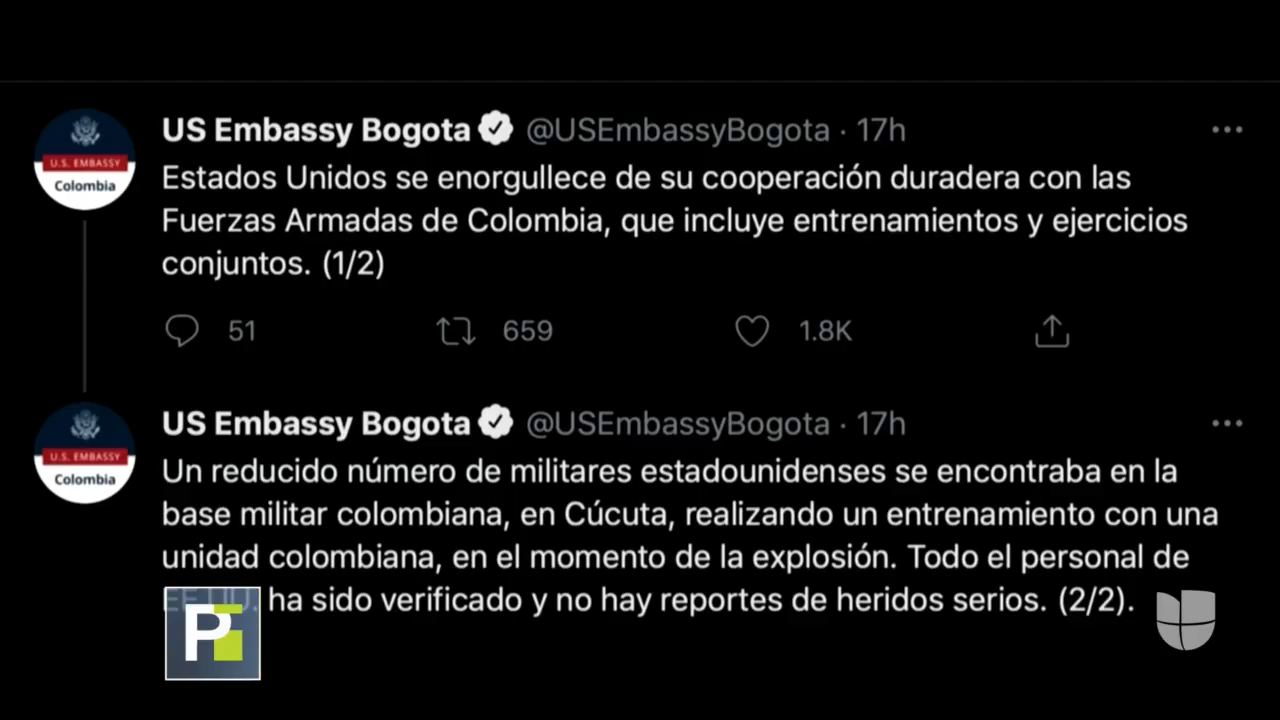 U.S. EMBASSY
Colombia
US Embassy Bogota @USEmbassyBogota · 17h
Estados Unidos se enorgullece de su cooperación duradera con las
Fuerzas Armadas de Colombia, que incluye entrenamientos y ejercicios
conjuntos. (1/2)
51 659 1.8K
U.S. EMBASSY
Colombia
US Embassy Bogota @USEmbassyBogota · 17h
Un reducido número de militares estadounidenses se encontraba en la
base militar colombiana, en Cúcuta, realizando un entrenamiento con una
unidad colombiana, en el momento de la explosión. Todo el personal de
EE.UU. ha sido verificado y no hay reportes de heridos serios. (2/2).
P